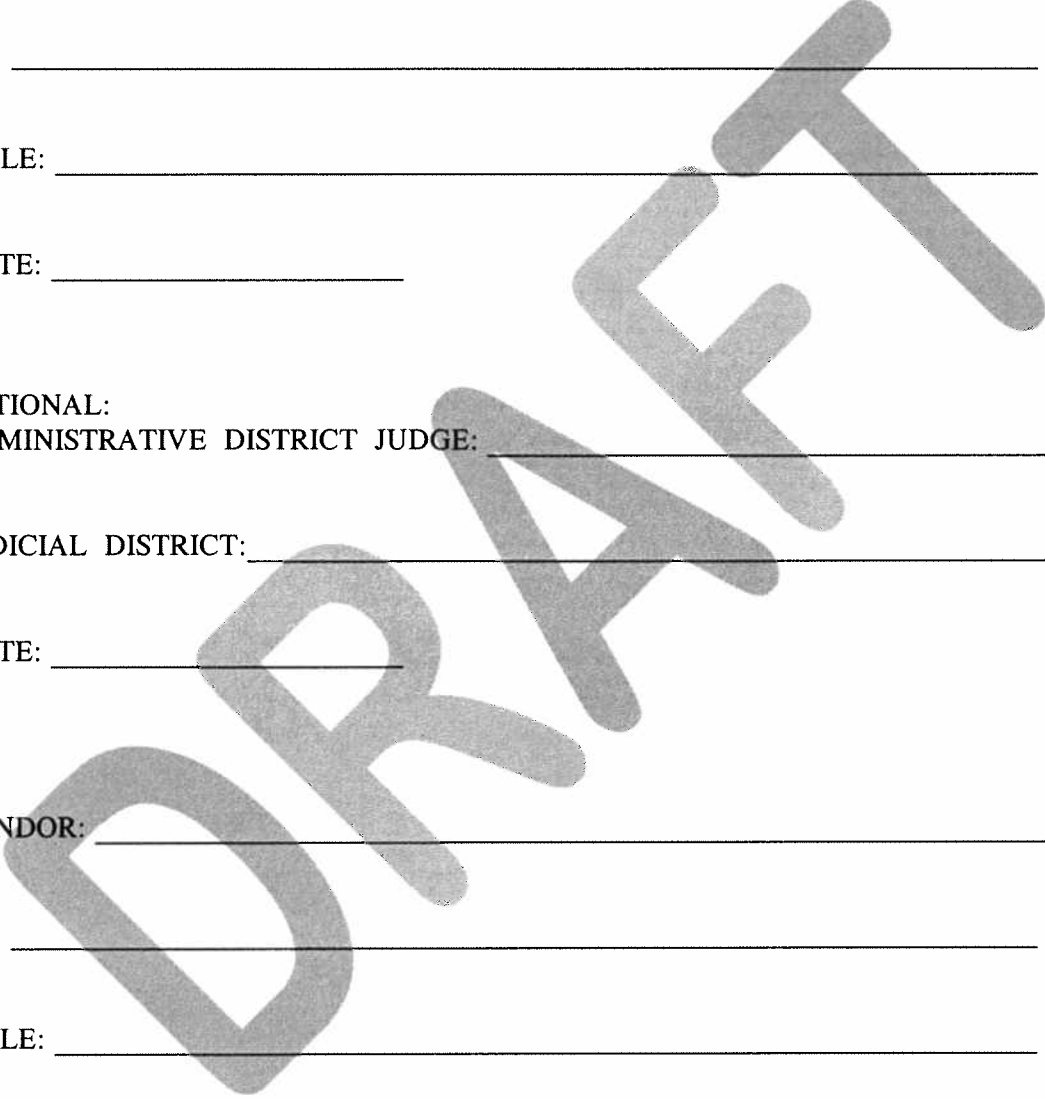 LE:
TE:
TIONAL:
MINISTRATIVE DISTRICT JUDGE:
DICIAL DISTRICT:
TE:
NDOR:
LE:
DRAFT